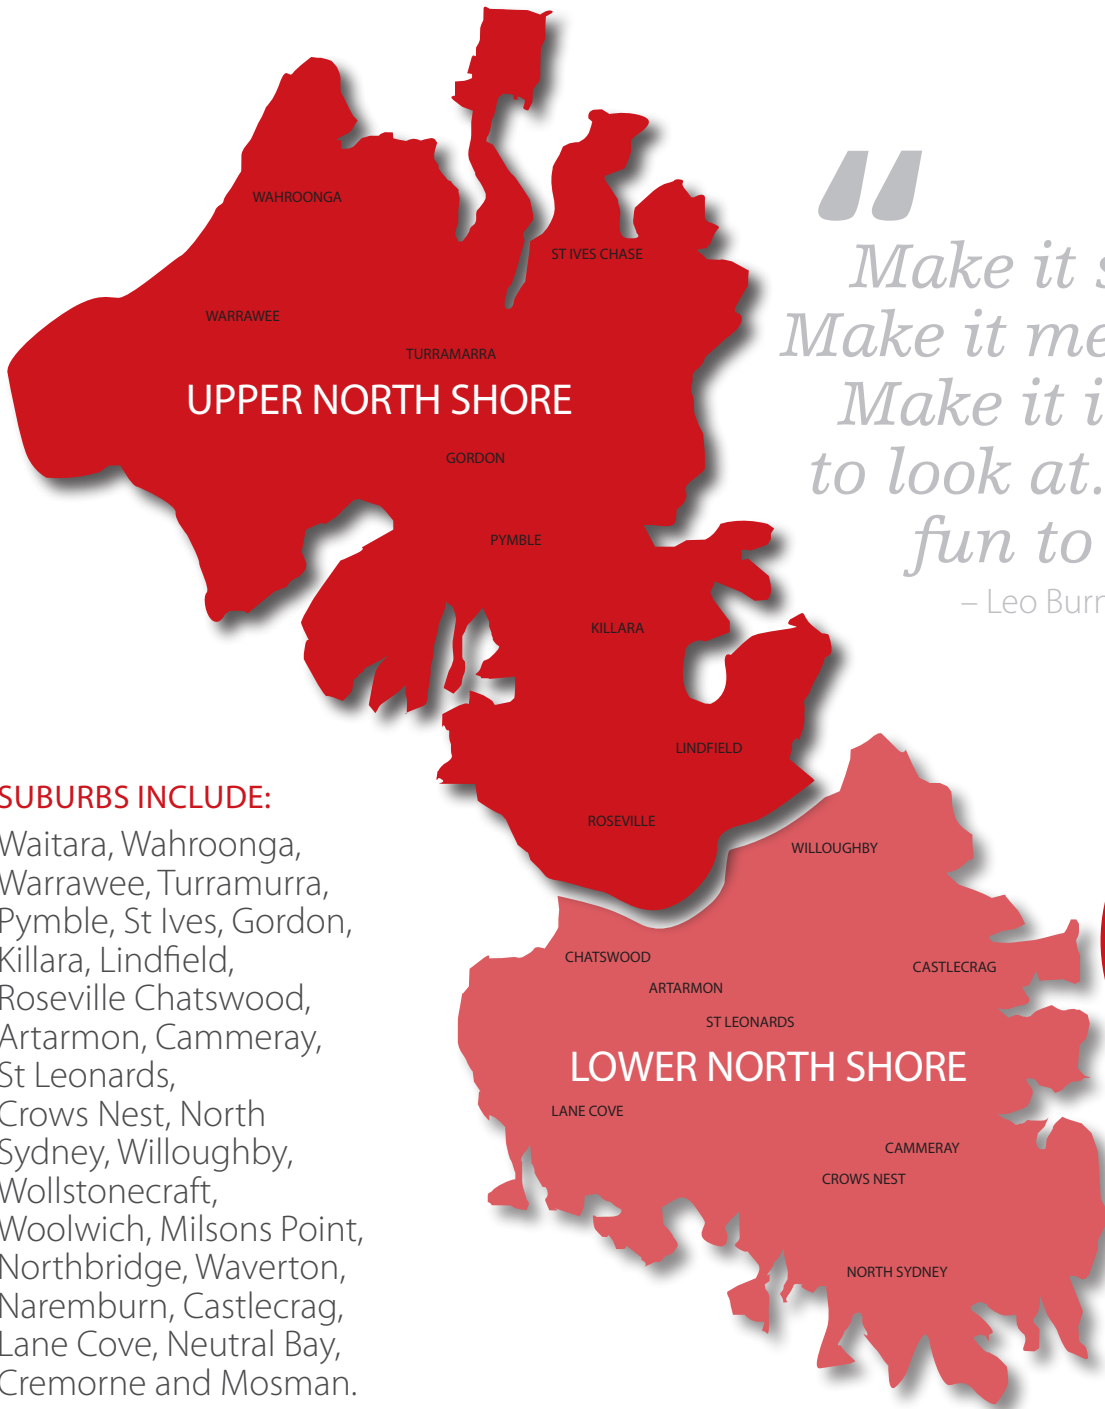 WAHROONGA
ST IVES CHASE
WARRAWEE
TURRAMARRA
UPPER NORTH SHORE
GORDON
PYMBLE
KILLARA
LINDFIELD
ROSEVILLE
“
Make it
Make it
Make it
to look at.
fun to
– Leo
SUBURBS INCLUDE:
Waitara, Wahroonga,
Warrawee, Turramurra,
Pymble, St Ives, Gordon,
Killara, Lindfield,
Roseville Chatswood,
Artarmon, Cammeray,
St Leonards,
Crows Nest, North
Sydney, Willoughby,
Wollstonecraft,
Woolwich, Milsons Point,
Northbridge, Waverton,
Naremburn, Castlecrag,
Lane Cove, Neutral Bay,
Cremorne and Mosman.
WILLOUGHBY
CHATSWOOD
CASTLECRAG
ARTARMON
ST LEONARDS
LOWER NORTH SHORE
LANE COVE
CAMMERAY
CROWS NEST
NORTH SYDNEY